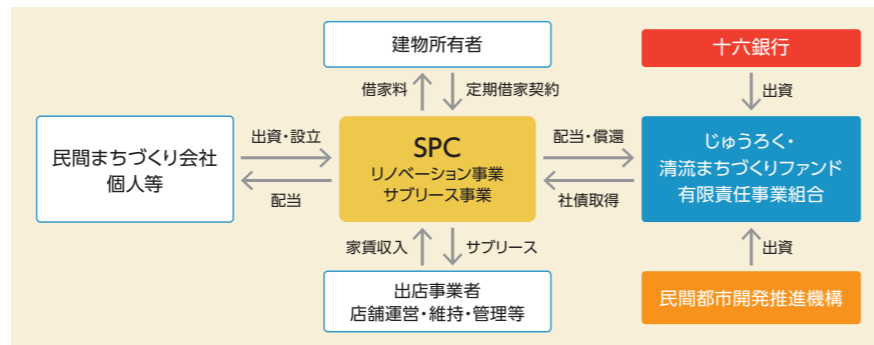 建物所有者
十六銀行
借家料
定期借家契約
出資
民間まちづくり会社
個人等
出資・設立
配当
SPC
リノベーション事業
サブリース事業
配当・償還
社債取得
じゅうろく・
清流まちづくりファンド
有限責任事業組合
家賃収入
サブリース
出資
出店事業者
店舗運営・維持・管理等
民間都市開発推進機構